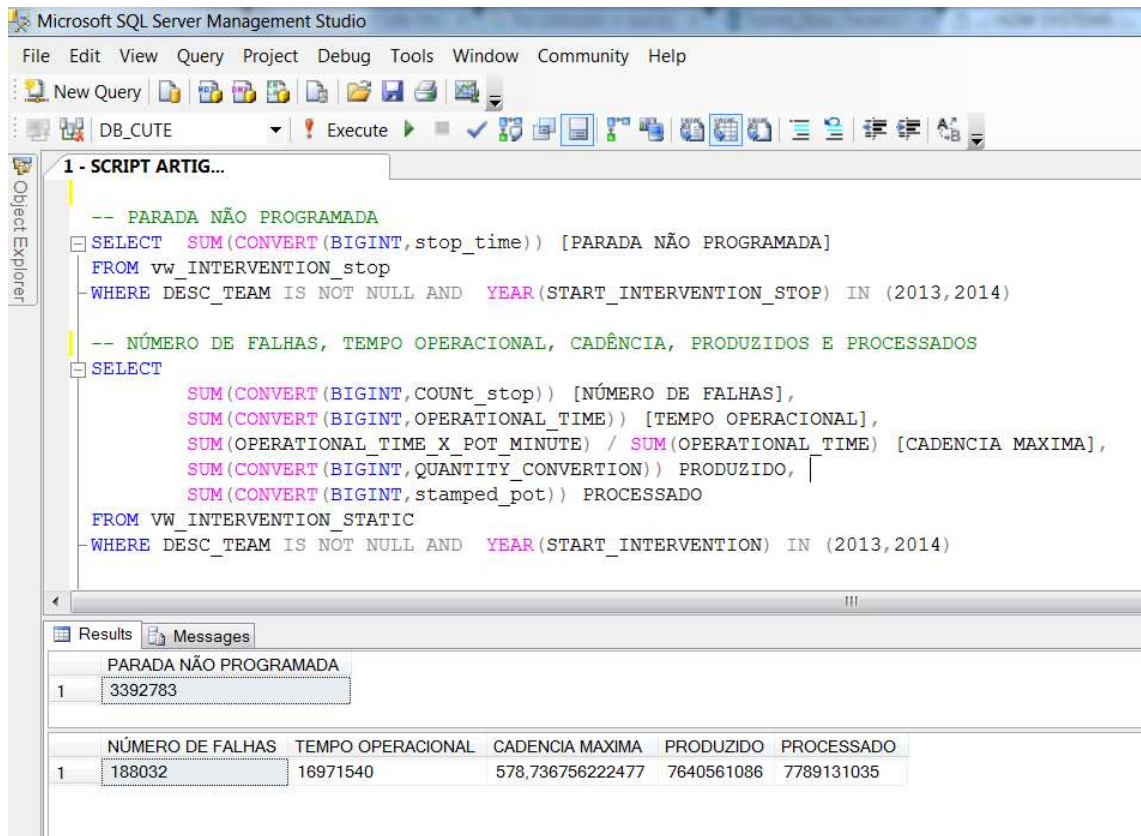 Microsoft SQL Server Management Studio
File Edit View Query Project Debug Tools Window Community Help
New Query
DB_CUTE Execute
Object Explorer
1 - SCRIPT ARTIG...
-- PARADA NÃO PROGRAMADA
SELECT SUM(CONVERT(BIGINT,stop_time)) [PARADA NÃO PROGRAMADA]
FROM vw_INTERVENTION_stop
WHERE DESC_TEAM IS NOT NULL AND YEAR(START_INTERVENTION_STOP) IN (2013,2014)
-- NÚMERO DE FALHAS, TEMPO OPERACIONAL, CADÊNCIA, PRODUZIDOS E PROCESSADOS
SELECT
SUM(CONVERT(BIGINT,COUNt_stop)) [NÚMERO DE FALHAS],
SUM(CONVERT(BIGINT,OPERATIONAL_TIME)) [TEMPO OPERACIONAL],
SUM(OPERATIONAL_TIME_X_POT_MINUTE) / SUM(OPERATIONAL_TIME) [CADENCIA MAXIMA],
SUM(CONVERT(BIGINT,QUANTITY_CONVERTION)) PRODUZIDO,
SUM(CONVERT(BIGINT,stamped_pot)) PROCESSADO
FROM VW_INTERVENTION_STATIC
WHERE DESC_TEAM IS NOT NULL AND YEAR(START_INTERVENTION) IN (2013,2014)
Results Messages
PARADA NÃO PROGRAMADA
1 3392783
NÚMERO DE FALHAS TEMPO OPERACIONAL CADENCIA MAXIMA PRODUZIDO PROCESSADO
1 188032 16971540 578,736756222477 7640561086 7789131035